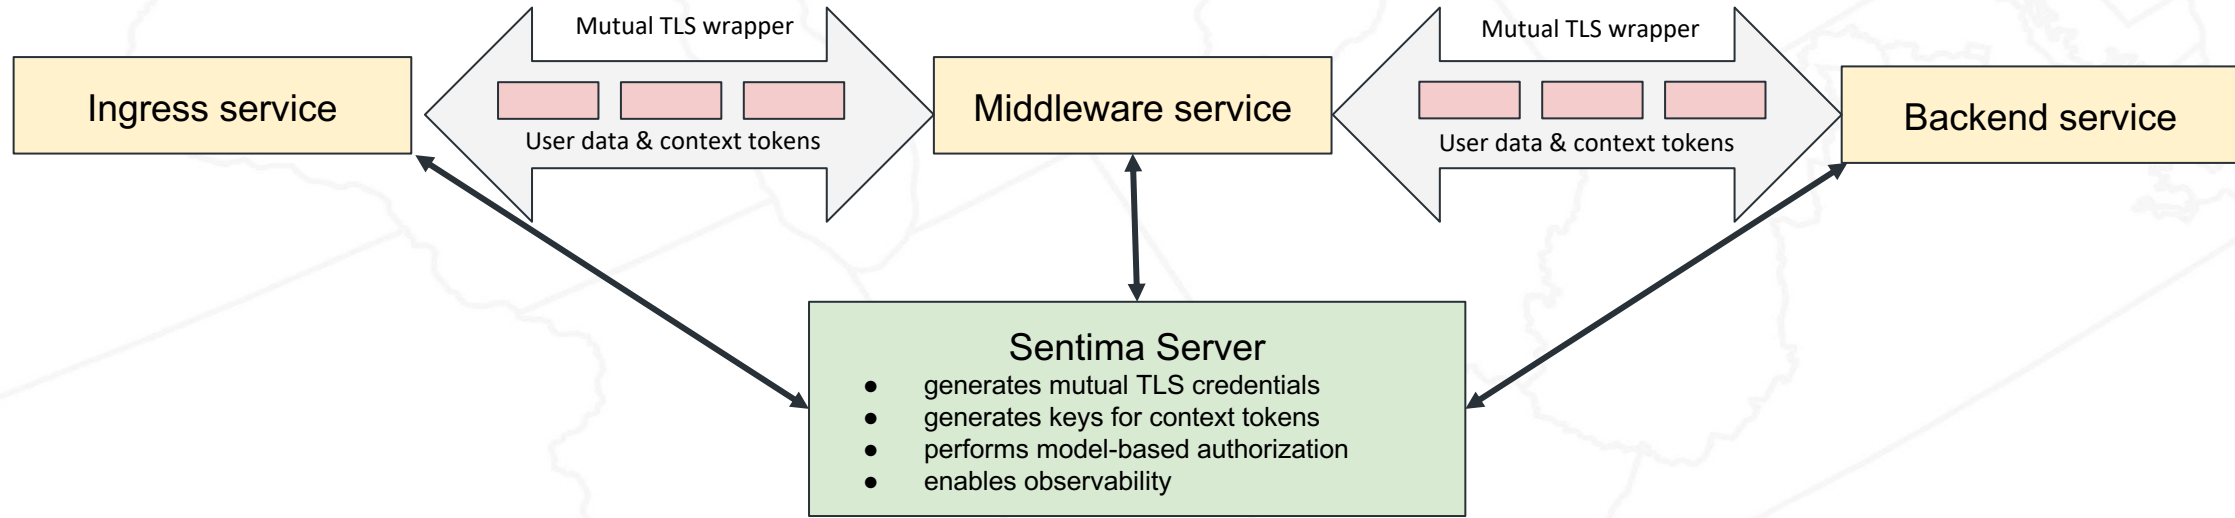 Mutual TLS wrapper
Mutual TLS wrapper
Ingress service
Middleware service
Backend service
User data & context tokens
User data & context tokens
Sentima Server
● generates mutual TLS credentials
● generates keys for context tokens
● performs model-based authorization
● enables observability